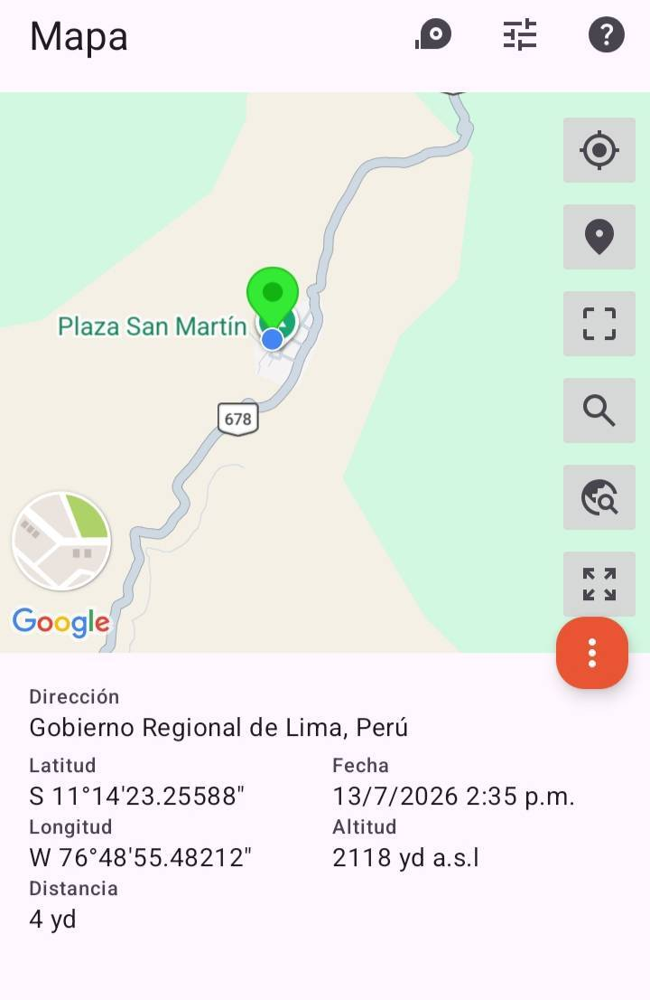 Mapa
Plaza San Martín
678
Google
Dirección
Gobierno Regional de Lima, Perú
Latitud
Fecha
S 11°14'23.25588"
13/7/2026 2:35 p.m.
Longitud
Altitud
W 76°48'55.48212"
2118 yd a.s.l
Distancia
4 yd